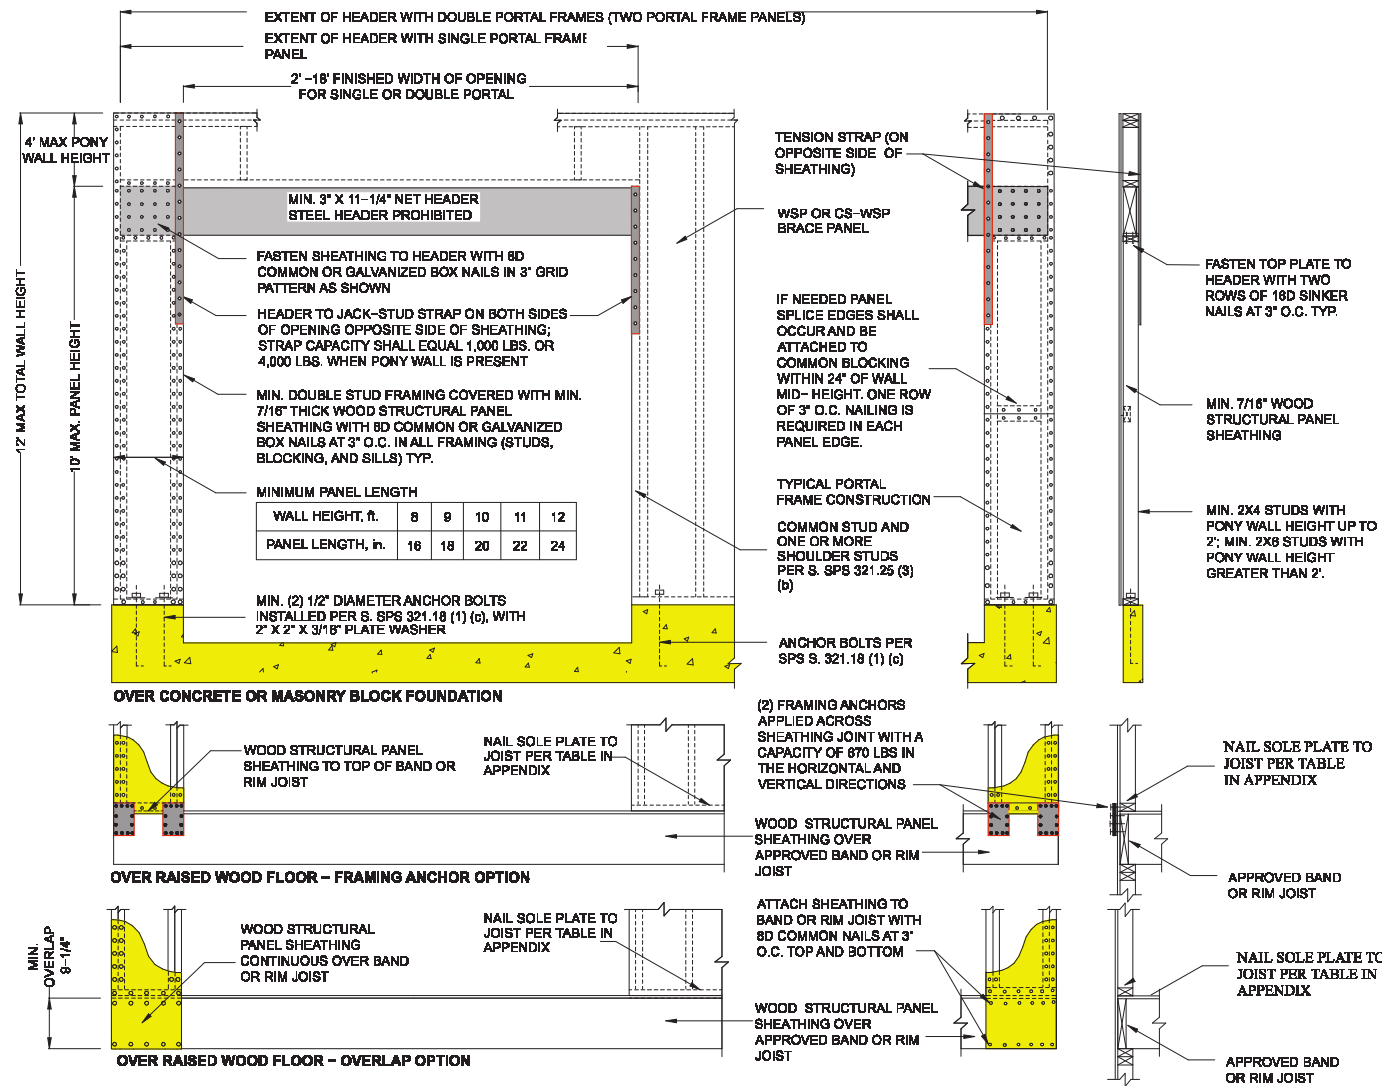 EXTENT OF HEADER WITH DOUBLE PORTAL FRAMES (TWO PORTAL FRAME PANELS)
EXTENT OF HEADER WITH SINGLE PORTAL FRAME
PANEL
2' -18' FINISHED WIDTH OF OPENING
FOR SINGLE OR DOUBLE PORTAL
4' MAX PONY
WALL HEIGHT
12' MAX TOTAL WALL HEIGHT
10' MAX. PANEL HEIGHT
MIN. 3" X 11-1/4" NET HEADER
STEEL HEADER PROHIBITED
FASTEN SHEATHING TO HEADER WITH 8D
COMMON OR GALVANIZED BOX NAILS IN 3" GRID
PATTERN AS SHOWN
HEADER TO JACK-STUD STRAP ON BOTH SIDES
OF OPENING OPPOSITE SIDE OF SHEATHING;
STRAP CAPACITY SHALL EQUAL 1,000 LBS. OR
4,000 LBS. WHEN PONY WALL IS PRESENT
MIN. DOUBLE STUD FRAMING COVERED WITH MIN.
7/16" THICK WOOD STRUCTURAL PANEL
SHEATHING WITH 8D COMMON OR GALVANIZED
BOX NAILS AT 3" O.C. IN ALL FRAMING (STUDS,
BLOCKING, AND SILLS) TYP.
MINIMUM PANEL LENGTH
WALL HEIGHT, ft. 8 9 10 11 12
PANEL LENGTH, in. 16 18 20 22 24
MIN. (2) 1/2" DIAMETER ANCHOR BOLTS
INSTALLED PER S. SPS 321.18 (1) (c), WITH
2" X 2" X 3/16" PLATE WASHER
OVER CONCRETE OR MASONRY BLOCK FOUNDATION
TENSION STRAP (ON
OPPOSITE SIDE OF
SHEATHING)
WSP OR CS-WSP
BRACE PANEL
IF NEEDED PANEL
SPLICE EDGES SHALL
OCCUR AND BE
ATTACHED TO
COMMON BLOCKING
WITHIN 24" OF WALL
MID- HEIGHT. ONE ROW
OF 3" O.C. NAILING IS
REQUIRED IN EACH
PANEL EDGE.
TYPICAL PORTAL
FRAME CONSTRUCTION
COMMON STUD AND
ONE OR MORE
SHOULDER STUDS
PER S. SPS 321.25 (3)
(b)
ANCHOR BOLTS PER
SPS S. 321.18 (1) (c)
FASTEN TOP PLATE TO
HEADER WITH TWO
ROWS OF 16D SINKER
NAILS AT 3" O.C. TYP.
MIN. 7/16" WOOD
STRUCTURAL PANEL
SHEATHING
MIN. 2X4 STUDS WITH
PONY WALL HEIGHT UP TO
2'; MIN. 2X6 STUDS WITH
PONY WALL HEIGHT
GREATER THAN 2'.
WOOD STRUCTURAL PANEL
SHEATHING TO TOP OF BAND OR
RIM JOIST
NAIL SOLE PLATE TO
JOIST PER TABLE IN
APPENDIX
(2) FRAMING ANCHORS
APPLIED ACROSS
SHEATHING JOINT WITH A
CAPACITY OF 670 LBS IN
THE HORIZONTAL AND
VERTICAL DIRECTIONS
WOOD STRUCTURAL PANEL
SHEATHING OVER
APPROVED BAND OR RIM
JOIST
NAIL SOLE PLATE TO
JOIST PER TABLE
IN APPENDIX
APPROVED BAND
OR RIM JOIST
OVER RAISED WOOD FLOOR - FRAMING ANCHOR OPTION
MIN.
OVERLAP
9-1/4"
WOOD STRUCTURAL
PANEL SHEATHING
CONTINUOUS OVER BAND
OR RIM JOIST
NAIL SOLE PLATE TO
JOIST PER TABLE IN
APPENDIX
ATTACH SHEATHING TO
BAND OR RIM JOIST WITH
8D COMMON NAILS AT 3"
O.C. TOP AND BOTTOM
WOOD STRUCTURAL PANEL
SHEATHING OVER
APPROVED BAND OR RIM
JOIST
NAIL SOLE PLATE TO
JOIST PER TABLE IN
APPENDIX
APPROVED BAND
OR RIM JOIST
OVER RAISED WOOD FLOOR - OVERLAP OPTION